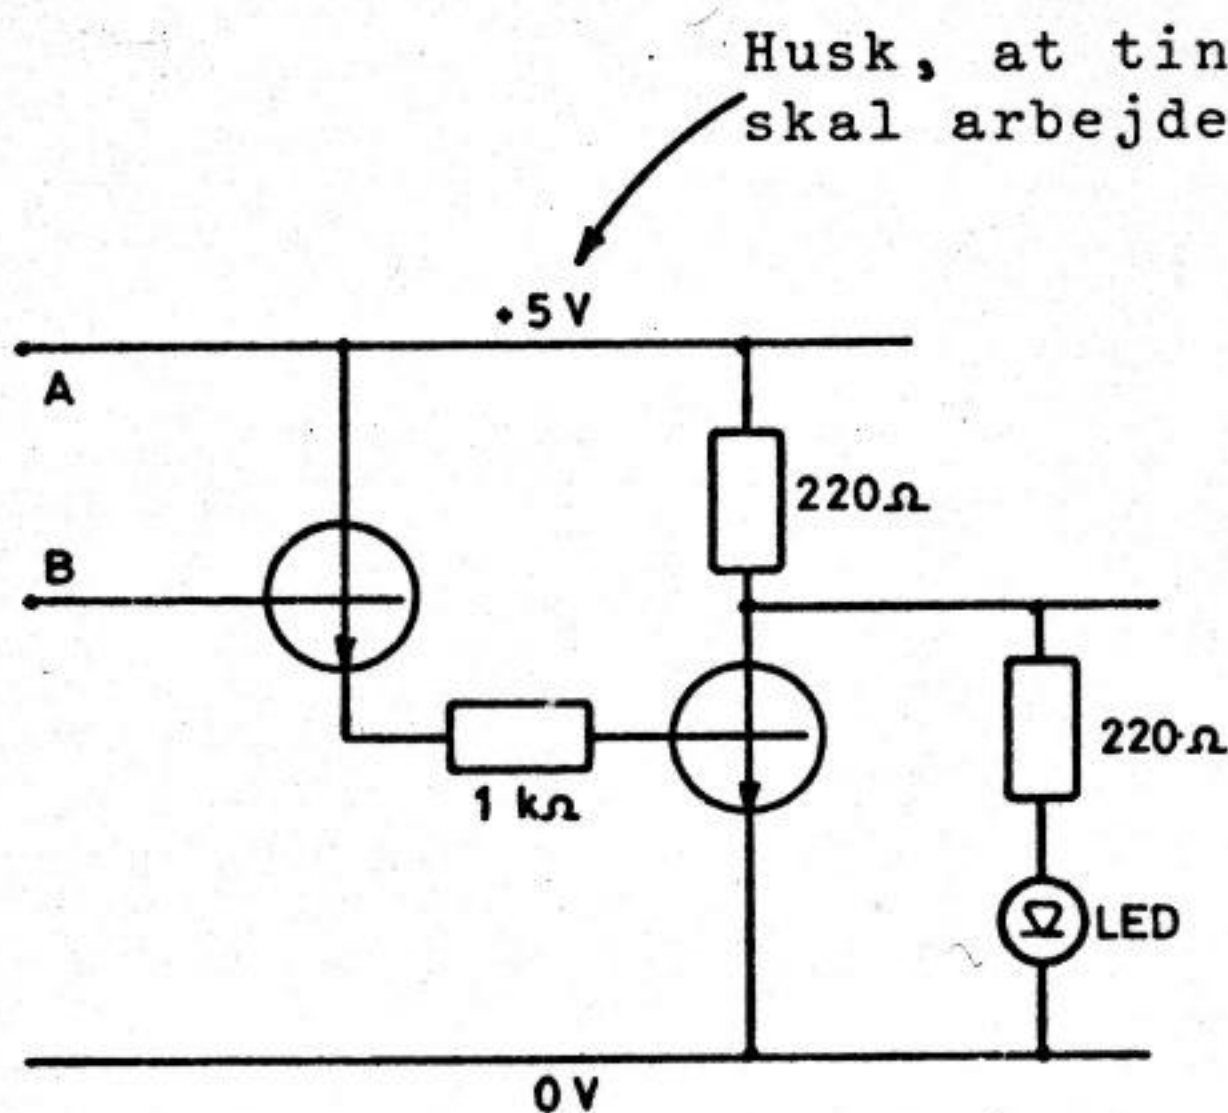 Husk, at tin
skal arbejde
+5 V
A
220Ω
B
1 kΩ
220Ω
LED
0 V